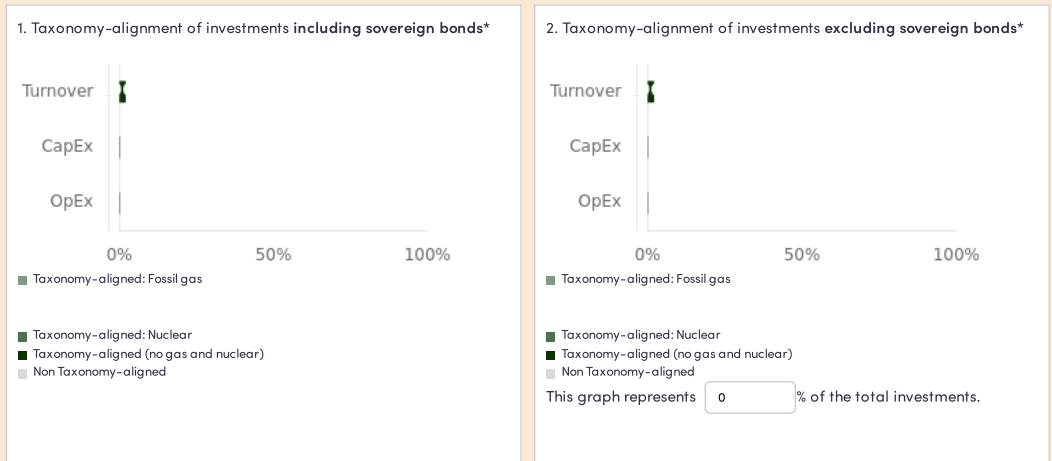 1. Taxonomy-alignment of investments including sovereign bonds*
Turnover
CapEx
OpEx
0% 50% 100%
Taxonomy-aligned: Fossil gas
Taxonomy-aligned: Nuclear
Taxonomy-aligned (no gas and nuclear)
Non Taxonomy-aligned
2. Taxonomy-alignment of investments excluding sovereign bonds*
Turnover
CapEx
OpEx
0% 50% 100%
Taxonomy-aligned: Fossil gas
Taxonomy-aligned: Nuclear
Taxonomy-aligned (no gas and nuclear)
Non Taxonomy-aligned
This graph represents 0 % of the total investments.